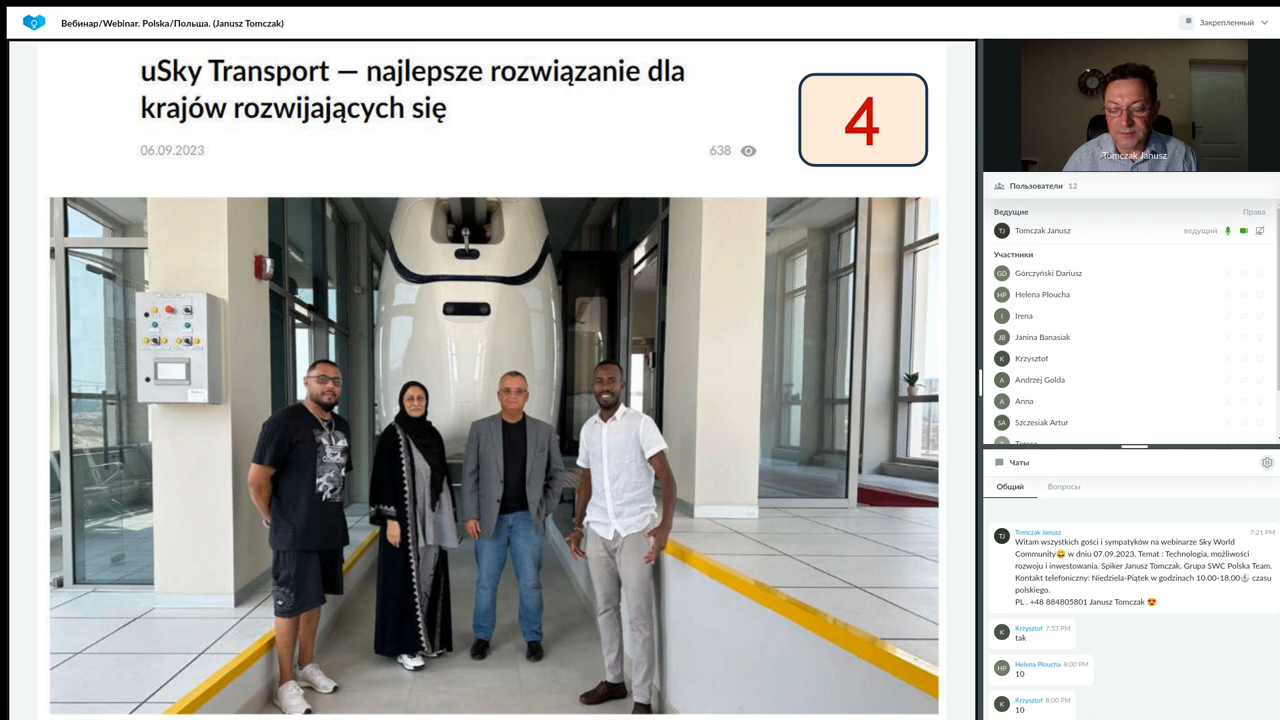 Вебинар/Webinar. Polska/Польша. (Janusz Tomczak)
Закрепленный
uSky Transport — najlepsze rozwiązanie dla
krajów rozwijających się
06.09.2023
638
4
Tomczak Janusz
Пользователи 12
Ведущие Права
TJ Tomczak Janusz ведущий
Участники
GD Górczyński Dariusz
HP Helena Ploucha
I Irena
JB Janina Banasiak
K Krzysztof
A Andrzej Golda
A Anna
SA Szczesiak Artur
Чаты
Общий Вопросы
TJ Tomczak Janusz 7:21 PM
Witam wszystkich gości i sympatyków na webinarze Sky World
Community😀 w dniu 07.09.2023. Temat : Technologia, możliwości
rozwoju i inwestowania. Spiker Janusz Tomczak. Grupa SWC Polska Team.
Kontakt telefoniczny: Niedziela-Piątek w godzinach 10.00-18.00 czasu
polskiego.
PL . +48 884805801 Janusz Tomczak 😍
K Krzysztof 7:53 PM
tak
HP Helena Ploucha 8:00 PM
10
K Krzysztof 8:00 PM
10